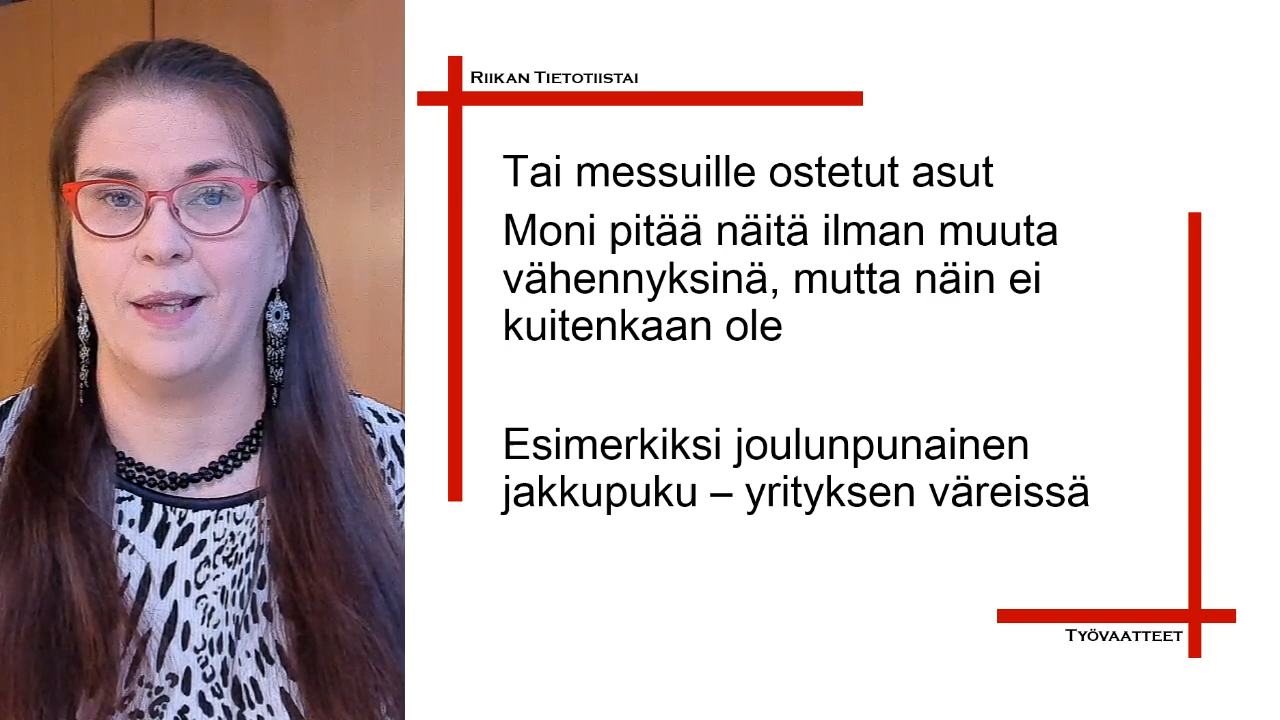 Riikan Tietotiistai
Tai messuille ostetut asut
Moni pitää näitä ilman muuta
vähennyksinä, mutta näin ei
kuitenkaan ole
Esimerkiksi joulunpunainen
jakkupuku – yrityksen väreissä
Työvaatteet